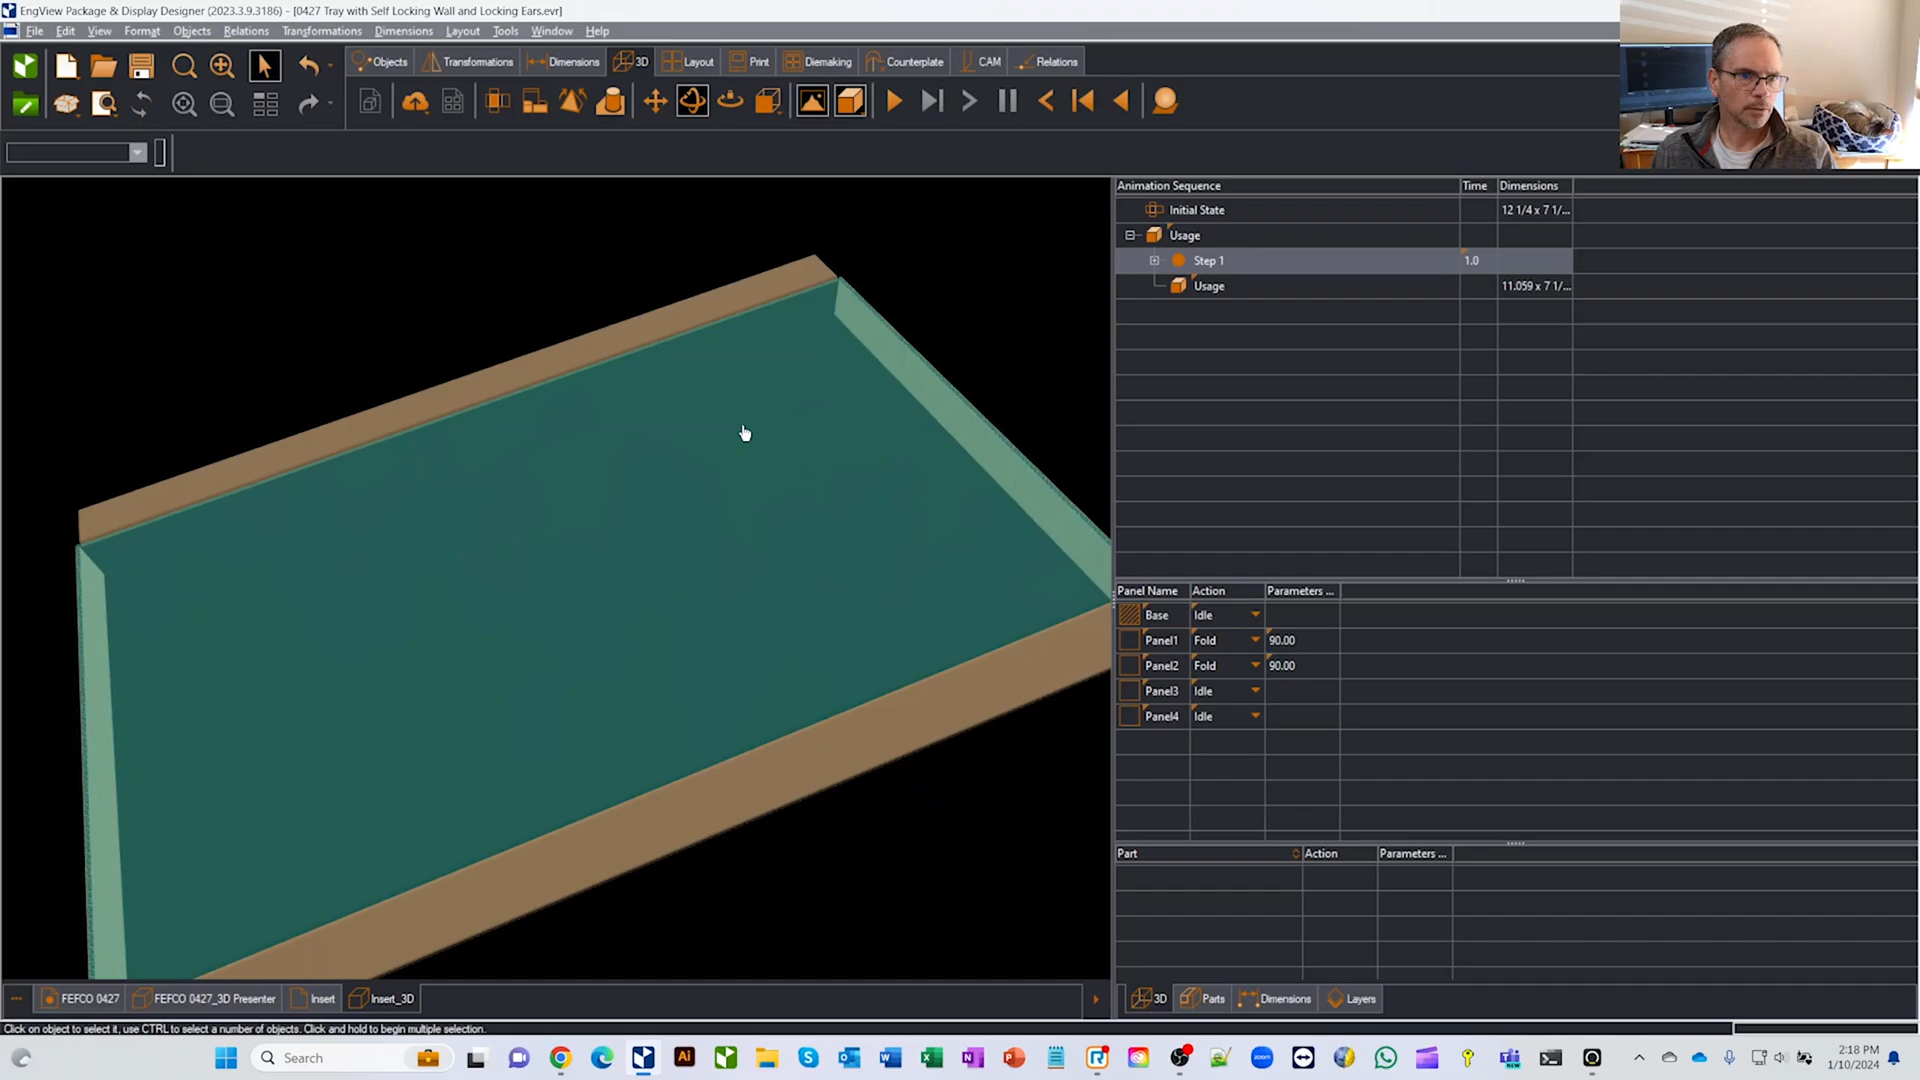 EngView Package & Display Designer (2023.3.9.3186) - [0427 Tray with Self Locking Wall and Locking Ears.evr]
File Edit View Format Objects Relations Transformations Dimensions Layout Tools Window Help
Objects Transformations Dimensions 3D Layout Print Diemaking Counterplate CAM Relations
Animation Sequence Time Dimensions
Initial State 12 1/4 x 7 1/...
Usage
Step 1 1.0
Usage 11.059 x 7 1/...
Panel Name Action Parameters ...
Base Idle
Panel1 Fold 90.00
Panel2 Fold 90.00
Panel3 Idle
Panel4 Idle
Part Action Parameters ...
... FEFCO 0427 FEFCO 0427_3D Presenter Insert Insert_3D
3D Parts Dimensions Layers
Click on object to select it, use CTRL to select a number of objects. Click and hold to begin multiple selection.
Search
2:18 PM
1/10/2024